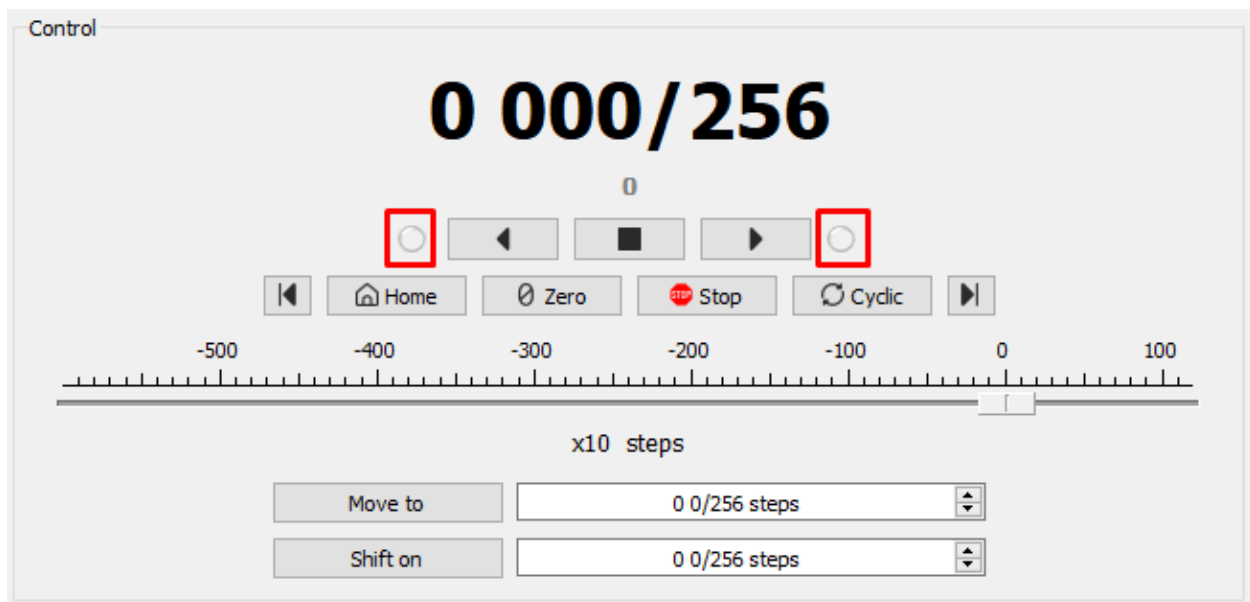 Control
0 000/256
0
Home Zero STOP Stop Cyclic
-500 -400 -300 -200 -100 0 100
x10 steps
Move to 0 0/256 steps
Shift on 0 0/256 steps